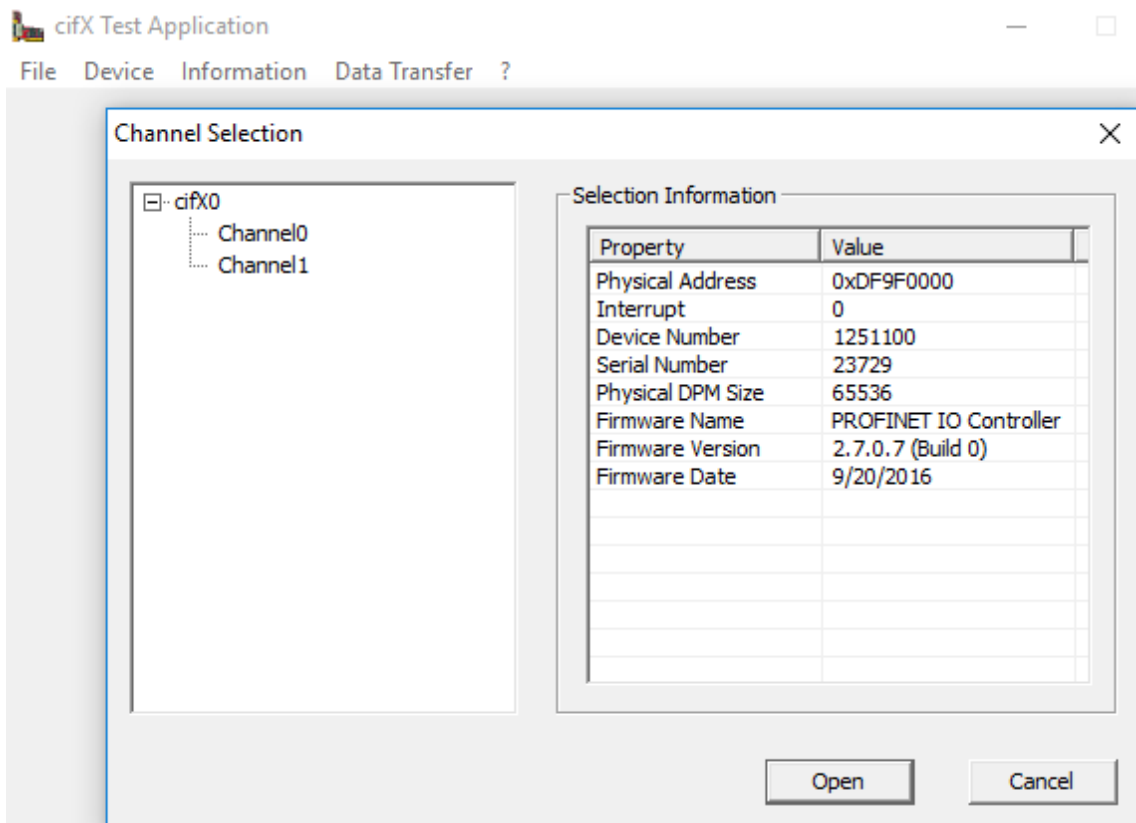 cifX Test Application
File Device Information Data Transfer ?
Channel Selection
cifX0
Channel0
Channel1
Selection Information
Property Value
Physical Address 0xDF9F0000
Interrupt 0
Device Number 1251100
Serial Number 23729
Physical DPM Size 65536
Firmware Name PROFINET IO Controller
Firmware Version 2.7.0.7 (Build 0)
Firmware Date 9/20/2016
Open Cancel